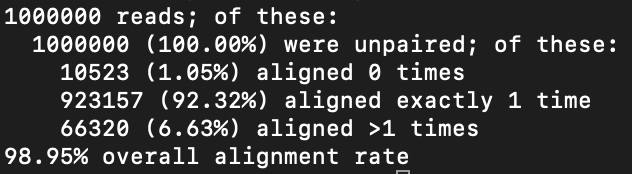 1000000 reads; of these:
1000000 (100.00%) were unpaired; of these:
10523 (1.05%) aligned 0 times
923157 (92.32%) aligned exactly 1 time
66320 (6.63%) aligned >1 times
98.95% overall alignment rate